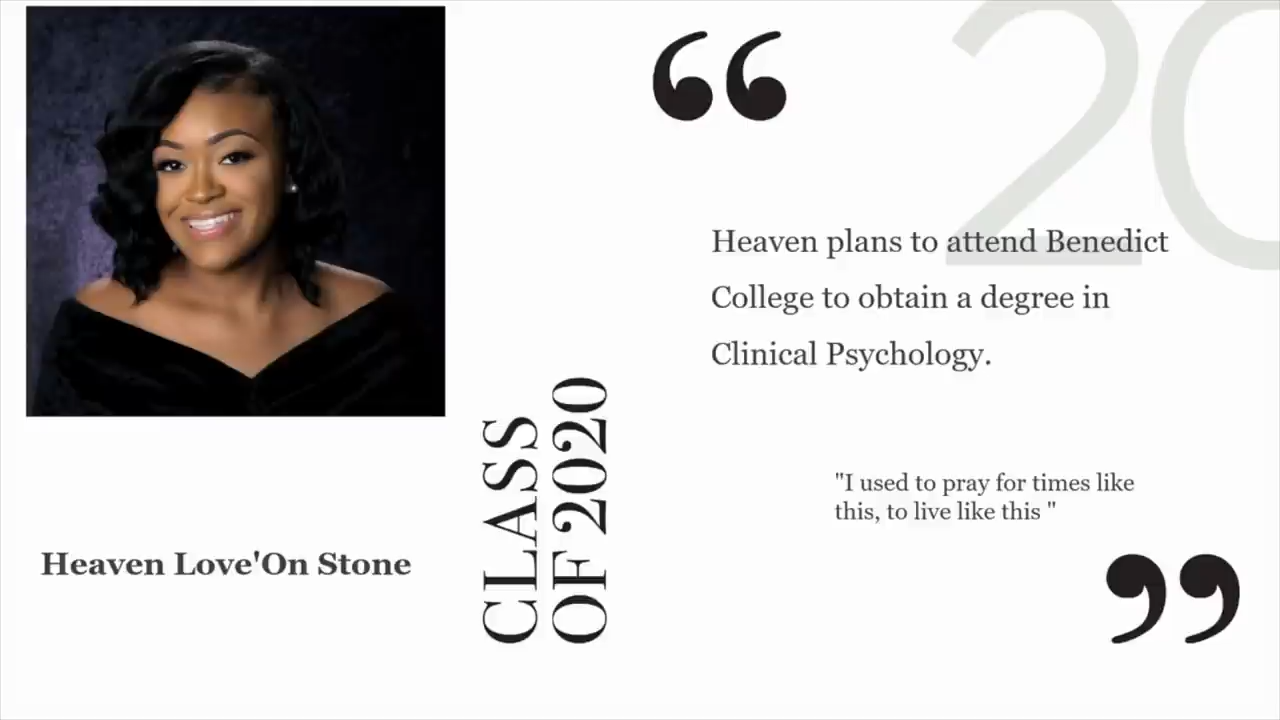 20
“
Heaven plans to attend Benedict
College to obtain a degree in
Clinical Psychology.
CLASS
OF 2020
"I used to pray for times like
this, to live like this "
Heaven Love'On Stone
”